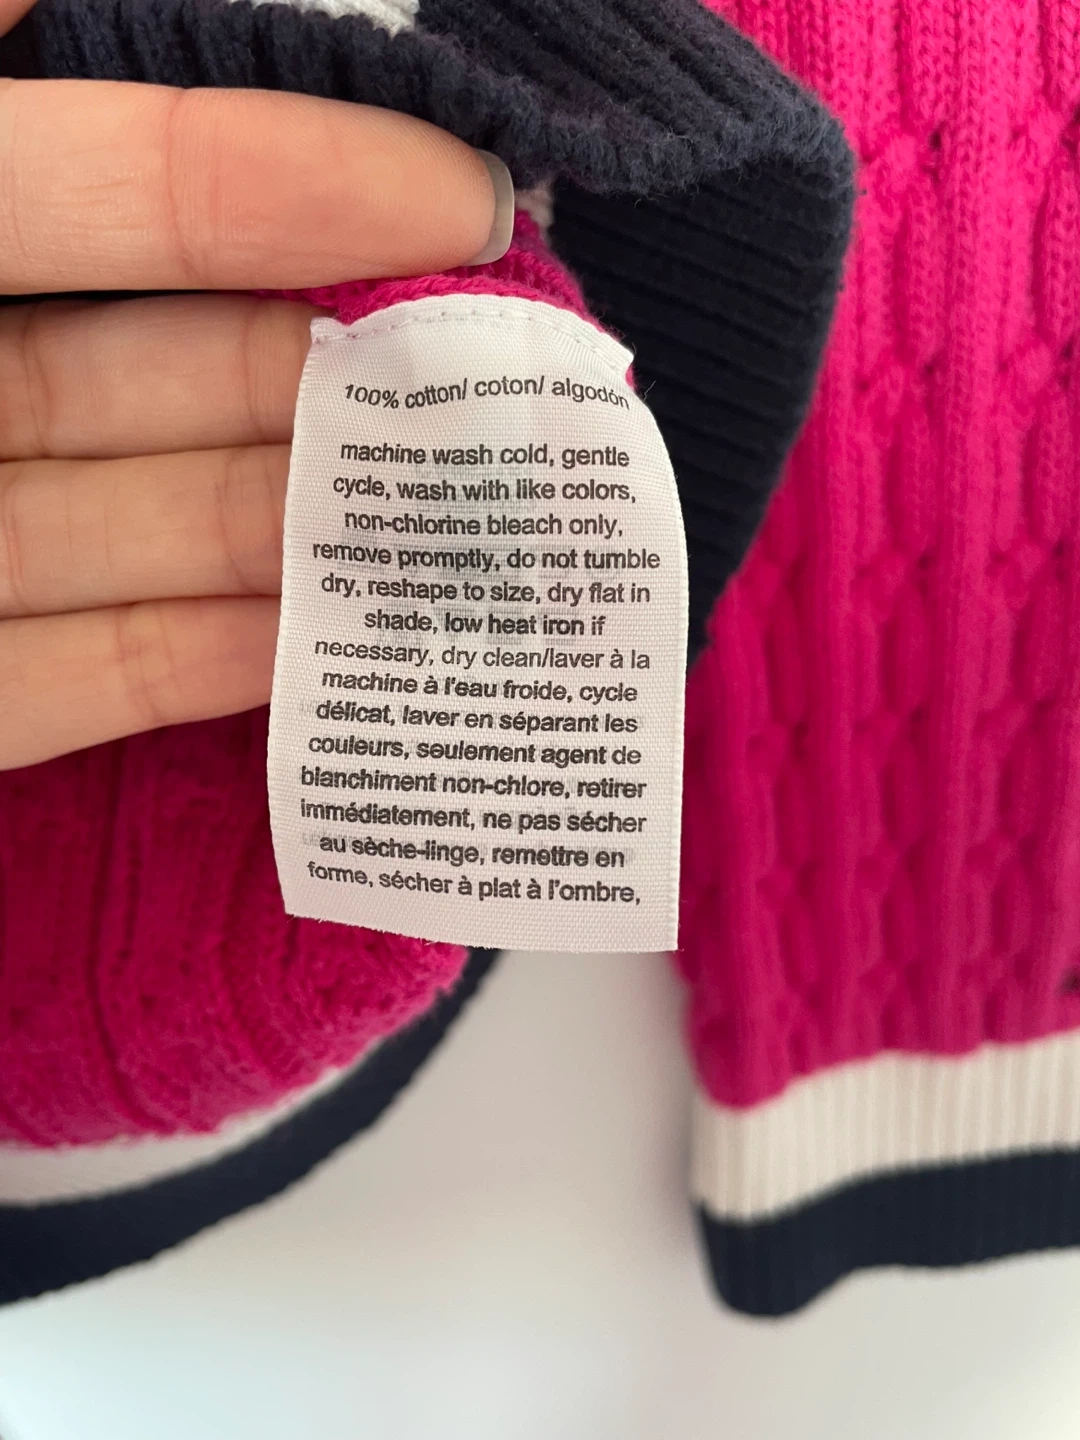 100% cotton/ coton/ algodón
machine wash cold, gentle
cycle, wash with like colors,
non-chlorine bleach only,
remove promptly, do not tumble
dry, reshape to size, dry flat in
shade, low heat iron if
necessary, dry clean/laver à la
machine à l'eau froide, cycle
délicat, laver en séparant les
couleurs, seulement agent de
blanchiment non-chlore, retirer
immédiatement, ne pas sécher
au sèche-linge, remettre en
forme, sécher à plat à l'ombre,